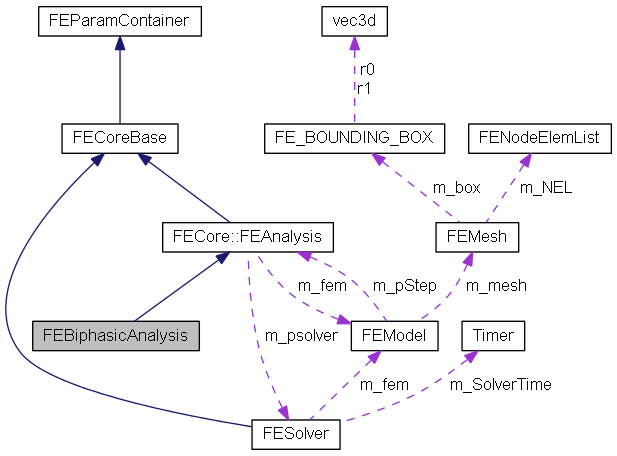 FEParamContainer
vec3d
r0
r1
FECoreBase
FE_BOUNDING_BOX
FENodeElemList
m_box
m_NEL
FECore::FEAnalysis
FEMesh
m_fem
m_pStep
m_mesh
FEBiphasicAnalysis
m_psolver
FEModel
Timer
m_fem
m_SolverTime
FESolver